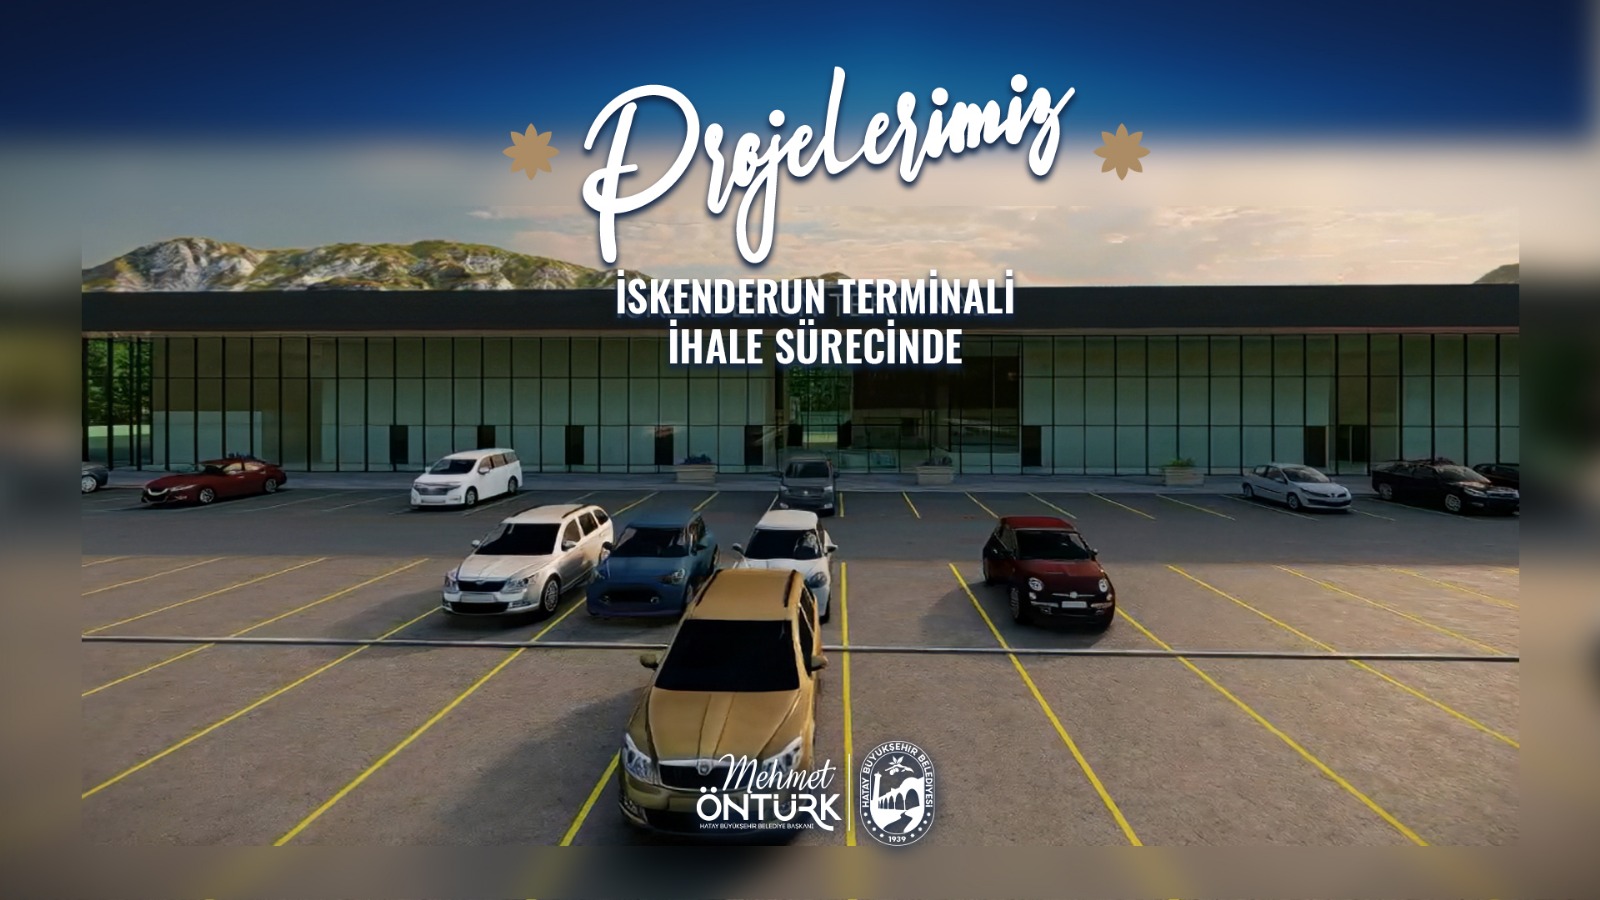 Projelerimiz
İSKENDERUN TERMİNALİ
İHALE SÜRECİNDE
Mehmet
ÖNTÜRK
HATAY BÜYÜKŞEHİR BELEDİYE BAŞKANI
HATAY BÜYÜKŞEHİR BELEDİYESİ
1939